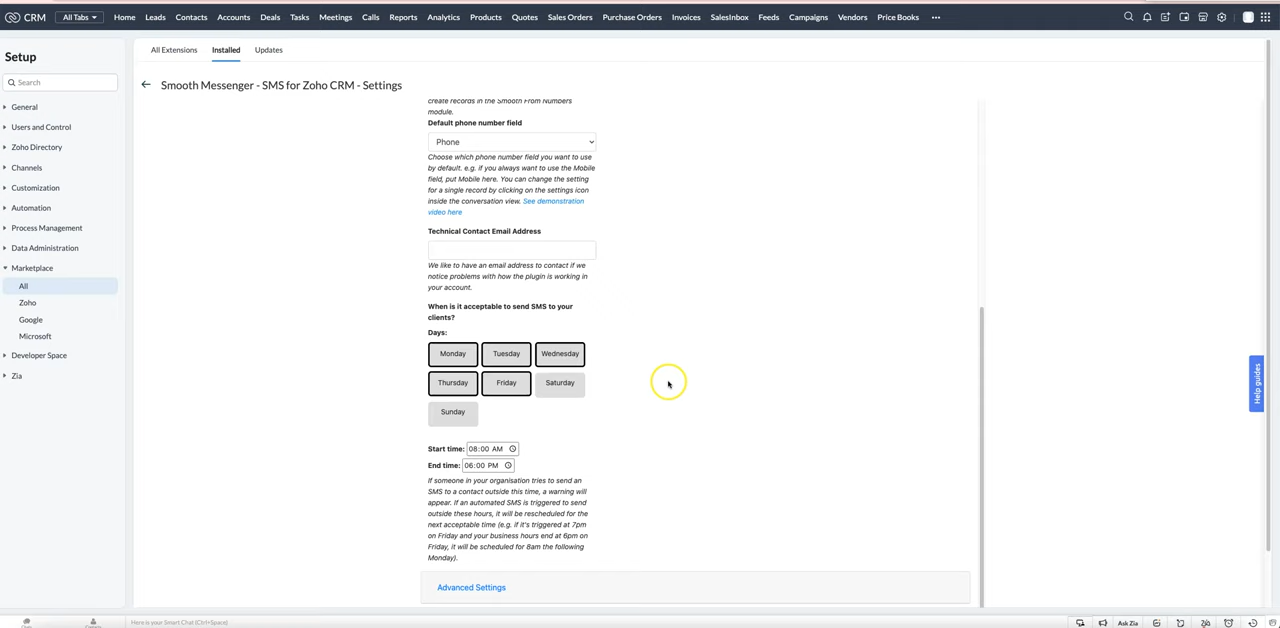 CRM All Tabs Home Leads Contacts Accounts Deals Tasks Meetings Calls Reports Analytics Products Quotes Sales Orders Purchase Orders Invoices SalesInbox Feeds Campaigns Vendors Price Books •••
Setup
Search
General
Users and Control
Zoho Directory
Channels
Customization
Automation
Process Management
Data Administration
Marketplace
All
Zoho
Google
Microsoft
Developer Space
Zia
All Extensions Installed Updates
Smooth Messenger - SMS for Zoho CRM - Settings
create records in the Smooth From Numbers
module.
Default phone number field
Phone
Choose which phone number field you want to use
by default. e.g. if you always want to use the Mobile
field, put Mobile here. You can change the setting
for a single record by clicking on the settings icon
inside the conversation view. See demonstration
video here
Technical Contact Email Address
We like to have an email address to contact if we
notice problems with how the plugin is working in
your account.
When is it acceptable to send SMS to your
clients?
Days:
Monday Tuesday Wednesday
Thursday Friday Saturday
Sunday
Start time: 08:00 AM
End time: 06:00 PM
If someone in your organisation tries to send an
SMS to a contact outside this time, a warning will
appear. If an automated SMS is triggered to send
outside these hours, it will be rescheduled for the
next acceptable time (e.g. if it's triggered at 7pm
on Friday and your business hours end at 6pm on
Friday, it will be scheduled for 8am the following
Monday).
Advanced Settings
Help guides
Here is your Smart Chat (Ctrl+Space)
Ask Zia